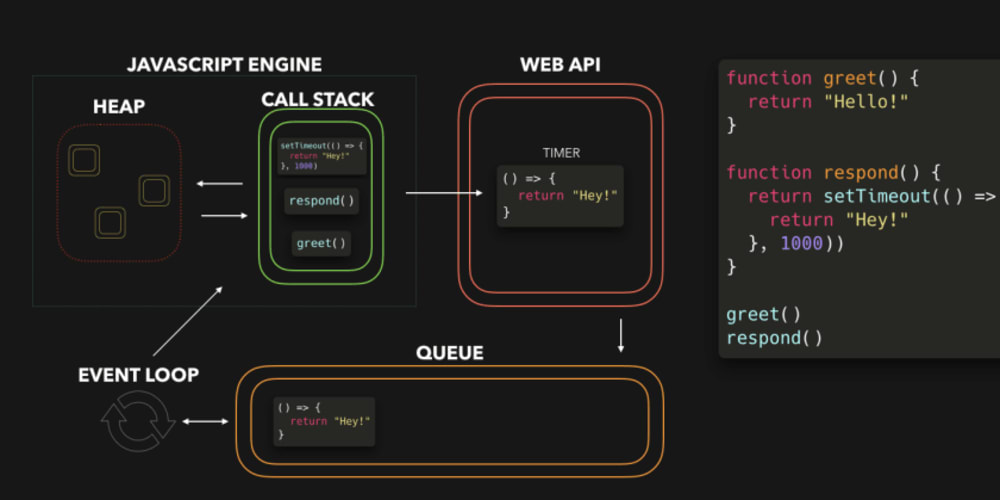 JAVASCRIPT ENGINE
HEAP
CALL STACK
setTimeout(() => {
return "Hey!"
}, 1000)
respond()
greet()
WEB API
TIMER
() => {
return "Hey!"
}
QUEUE
() => {
return "Hey!"
}
EVENT LOOP
function greet() {
return "Hello!"
}
function respond() {
return setTimeout(() =>
return "Hey!"
}, 1000))
}
greet()
respond()